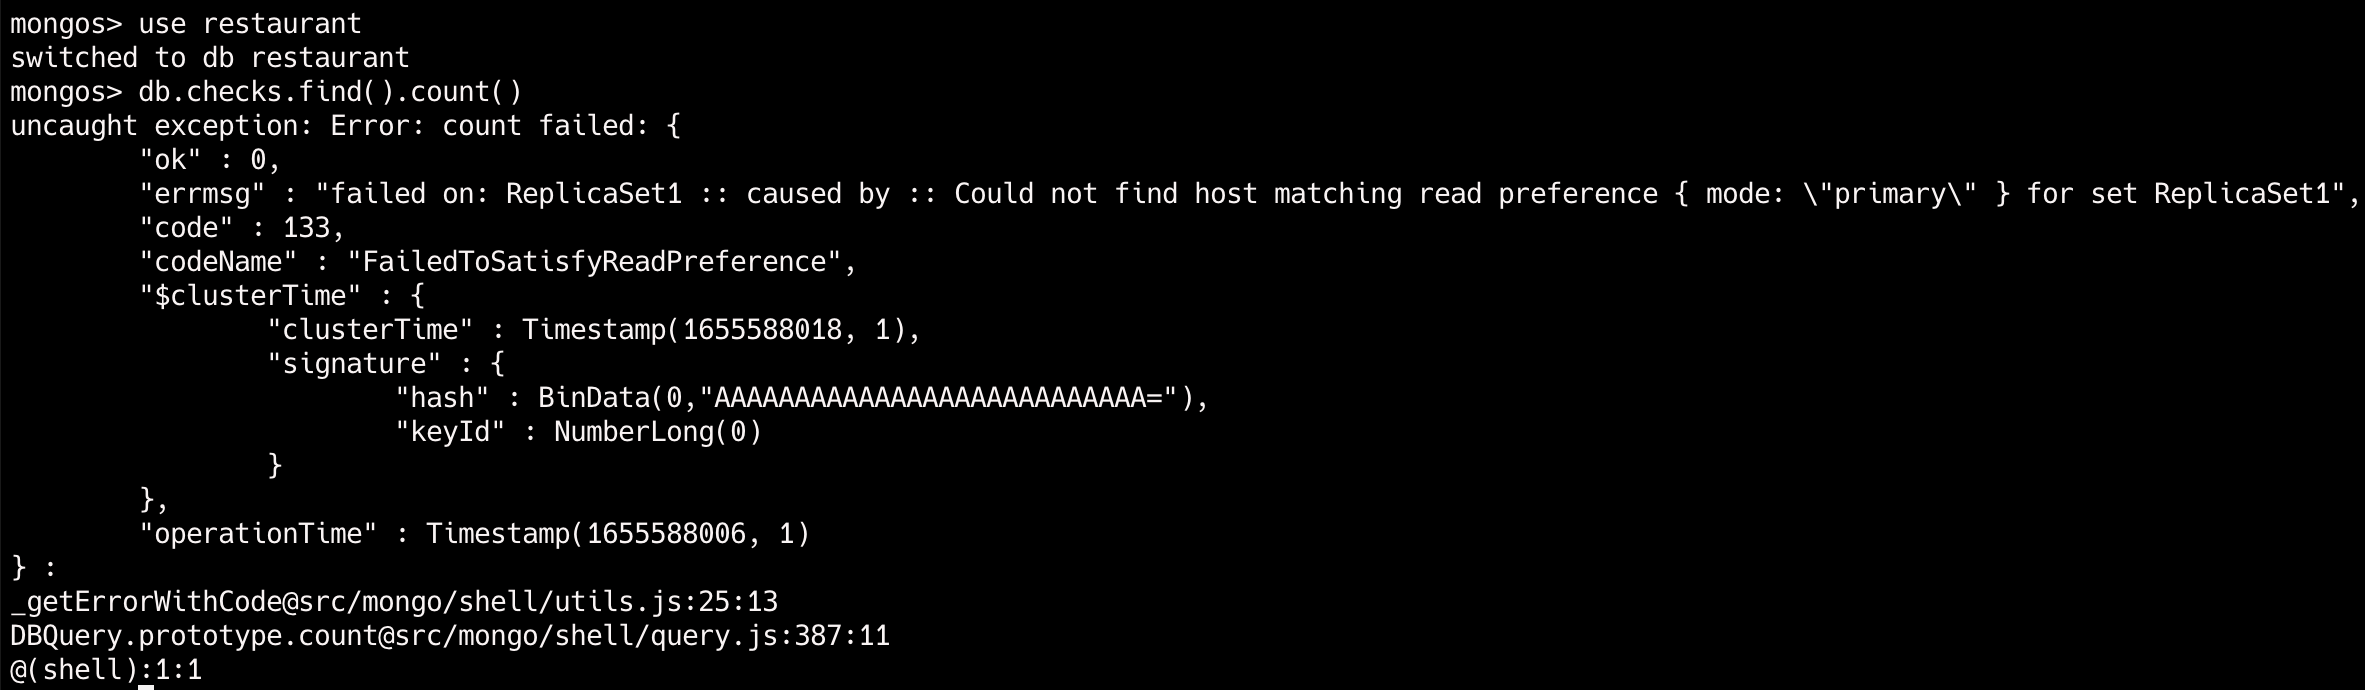 mongos> use restaurant
switched to db restaurant
mongos> db.checks.find().count()
uncaught exception: Error: count failed: {
        "ok" : 0,
        "errmsg" : "failed on: ReplicaSet1 :: caused by :: Could not find host matching read preference { mode: \"primary\" } for set ReplicaSet1",
        "code" : 133,
        "codeName" : "FailedToSatisfyReadPreference",
        "$clusterTime" : {
                "clusterTime" : Timestamp(1655588018, 1),
                "signature" : {
                        "hash" : BinData(0,"AAAAAAAAAAAAAAAAAAAAAAAAAAA="),
                        "keyId" : NumberLong(0)
                }
        },
        "operationTime" : Timestamp(1655588006, 1)
} :
_getErrorWithCode@src/mongo/shell/utils.js:25:13
DBQuery.prototype.count@src/mongo/shell/query.js:387:11
@(shell):1:1